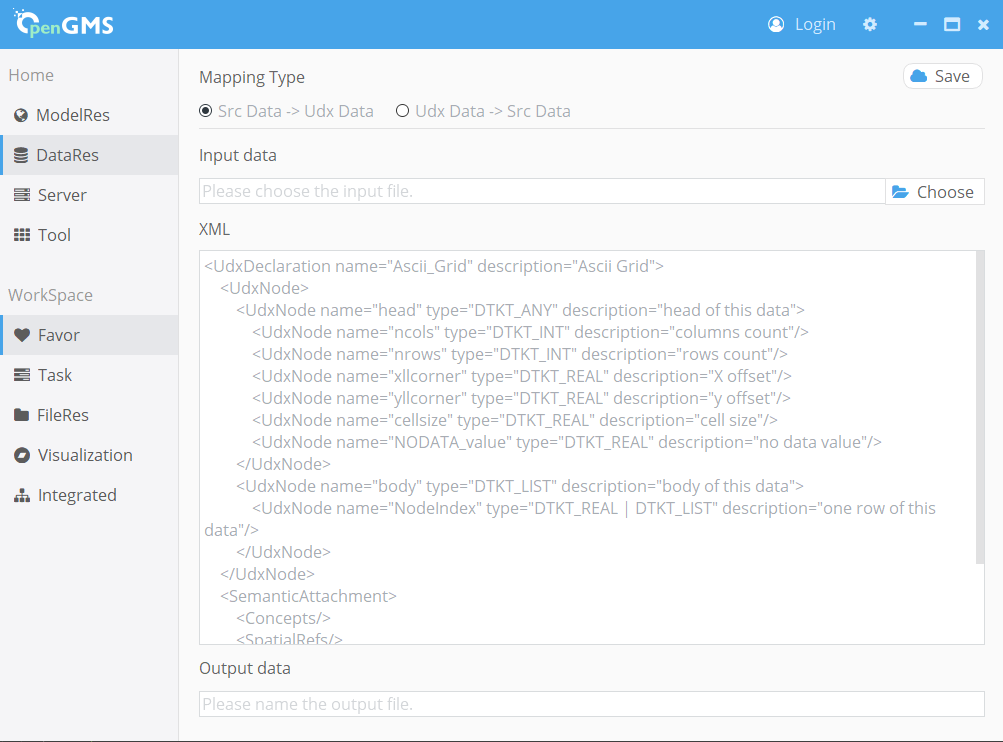 OpenGMS
Login
Home
ModelRes
DataRes
Server
Tool
WorkSpace
Favor
Task
FileRes
Visualization
Integrated
Mapping Type
Save
Src Data -> Udx Data
Udx Data -> Src Data
Input data
Please choose the input file.
Choose
XML
<UdxDeclaration name="Ascii_Grid" description="Ascii Grid">
<UdxNode>
<UdxNode name="head" type="DTKT_ANY" description="head of this data">
<UdxNode name="ncols" type="DTKT_INT" description="columns count"/>
<UdxNode name="nrows" type="DTKT_INT" description="rows count"/>
<UdxNode name="xllcorner" type="DTKT_REAL" description="X offset"/>
<UdxNode name="yllcorner" type="DTKT_REAL" description="y offset"/>
<UdxNode name="cellsize" type="DTKT_REAL" description="cell size"/>
<UdxNode name="NODATA_value" type="DTKT_REAL" description="no data value"/>
</UdxNode>
<UdxNode name="body" type="DTKT_LIST" description="body of this data">
<UdxNode name="NodeIndex" type="DTKT_REAL | DTKT_LIST" description="one row of this
data"/>
</UdxNode>
</UdxNode>
<SemanticAttachment>
<Concepts/>
<SpatialRefs/>
Output data
Please name the output file.